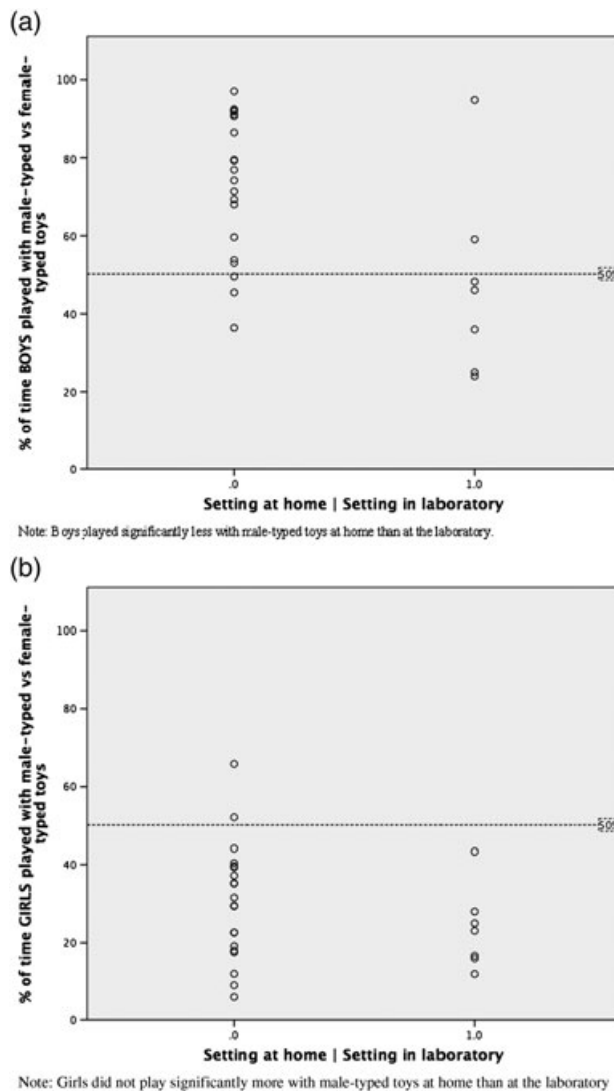 (a)
% of time BOYS played with male-typed vs female-
typed toys
100
80
60
40
20
0
.0
1.0
Setting at home | Setting in laboratory
Note: Boys played significantly less with male-typed toys at home than at the laboratory.
(b)
% of time GIRLS played with male-typed vs female-
typed toys
100
80
60
40
20
0
.0
1.0
Setting at home | Setting in laboratory
Note: Girls did not play significantly more with male-typed toys at home than at the laboratory